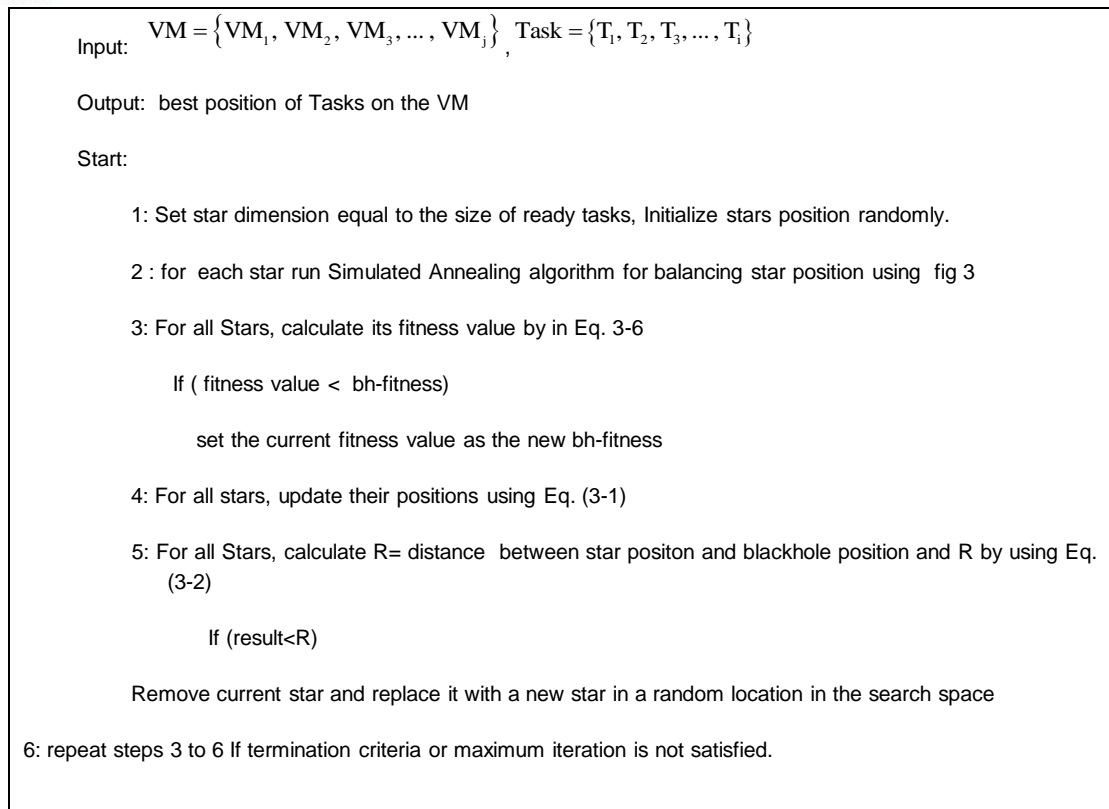 Input: VM = {VM₁, VM₂, VM₃, ... , VMⱼ} , Task = {T₁, T₂, T₃, ... , Tᵢ}
Output: best position of Tasks on the VM
Start:
1: Set star dimension equal to the size of ready tasks, Initialize stars position randomly.
2 : for each star run Simulated Annealing algorithm for balancing star position using fig 3
3: For all Stars, calculate its fitness value by in Eq. 3-6
If ( fitness value < bh-fitness)
set the current fitness value as the new bh-fitness
4: For all stars, update their positions using Eq. (3-1)
5: For all Stars, calculate R= distance between star positon and blackhole position and R by using Eq.
(3-2)
If (result<R)
Remove current star and replace it with a new star in a random location in the search space
6: repeat steps 3 to 6 If termination criteria or maximum iteration is not satisfied.